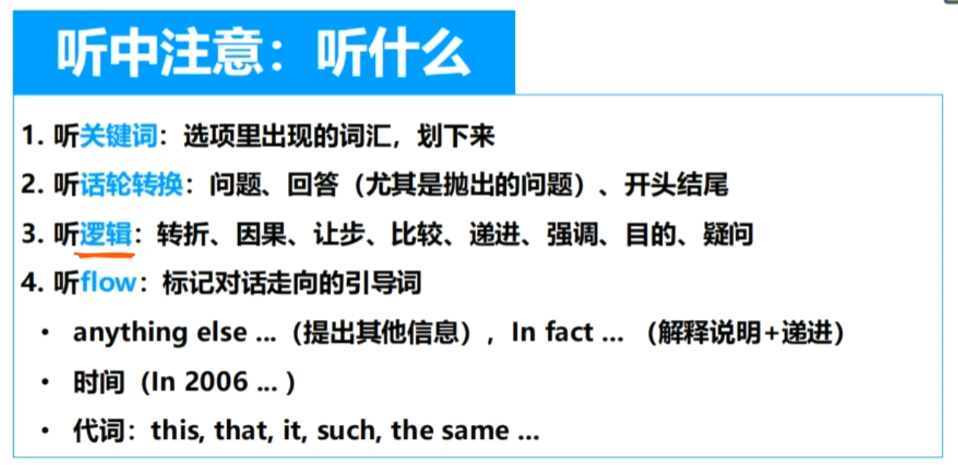 听中注意：听什么
1. 听关键词：选项里出现的词汇，划下来
2. 听话轮转换：问题、回答（尤其是抛出的问题）、开头结尾
3. 听逻辑：转折、因果、让步、比较、递进、强调、目的、疑问
4. 听flow：标记对话走向的引导词
• anything else ...（提出其他信息），In fact ... （解释说明+递进）
• 时间（In 2006 ... ）
• 代词：this, that, it, such, the same ...